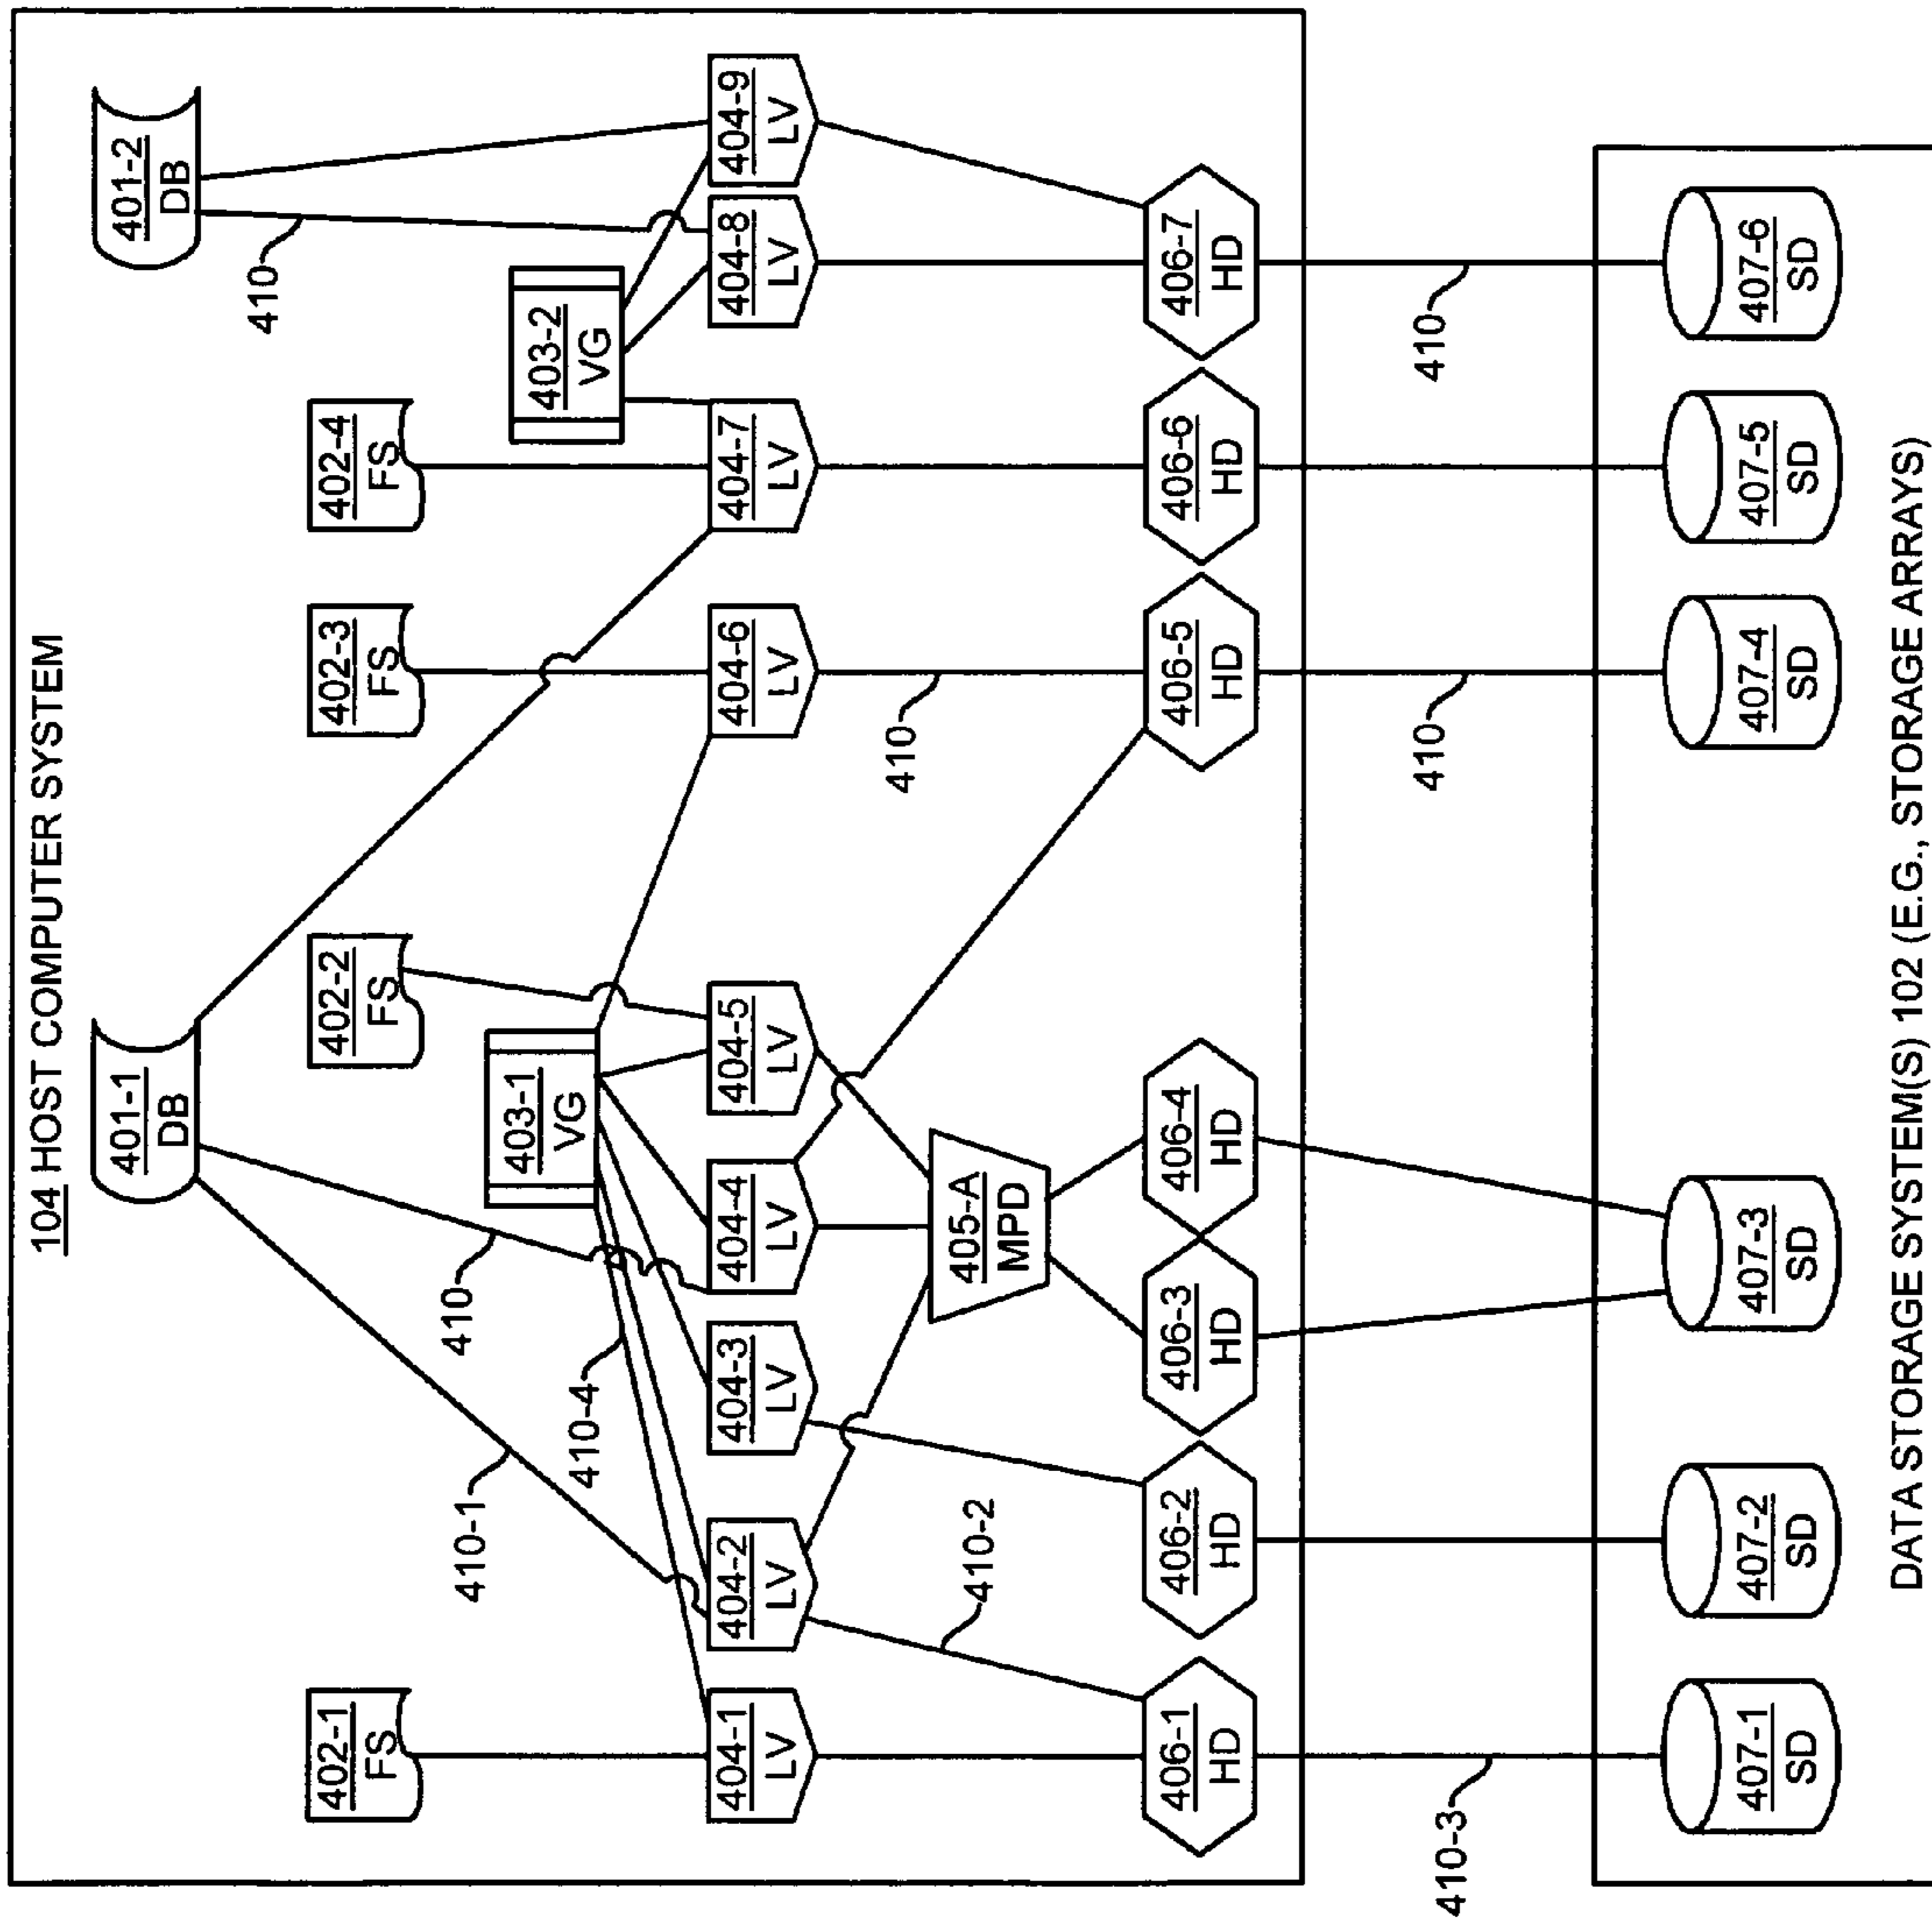 104 HOST COMPUTER SYSTEM
401-1
DB
401-2
DB
402-1
FS
402-2
FS
402-3
FS
402-4
FS
410
410-1
410
410-4
403-1
VG
403-2
VG
404-1
LV
404-2
LV
404-3
LV
404-4
LV
404-5
LV
404-6
LV
404-7
LV
404-8
LV
404-9
LV
410-2
405-A
MPD
410
406-1
HD
406-2
HD
406-3
HD
406-4
HD
406-5
HD
406-6
HD
406-7
HD
410-3
410
410
407-1
SD
407-2
SD
407-3
SD
407-4
SD
407-5
SD
407-6
SD
DATA STORAGE SYSTEM(S) 102 (E.G., STORAGE ARRAYS)